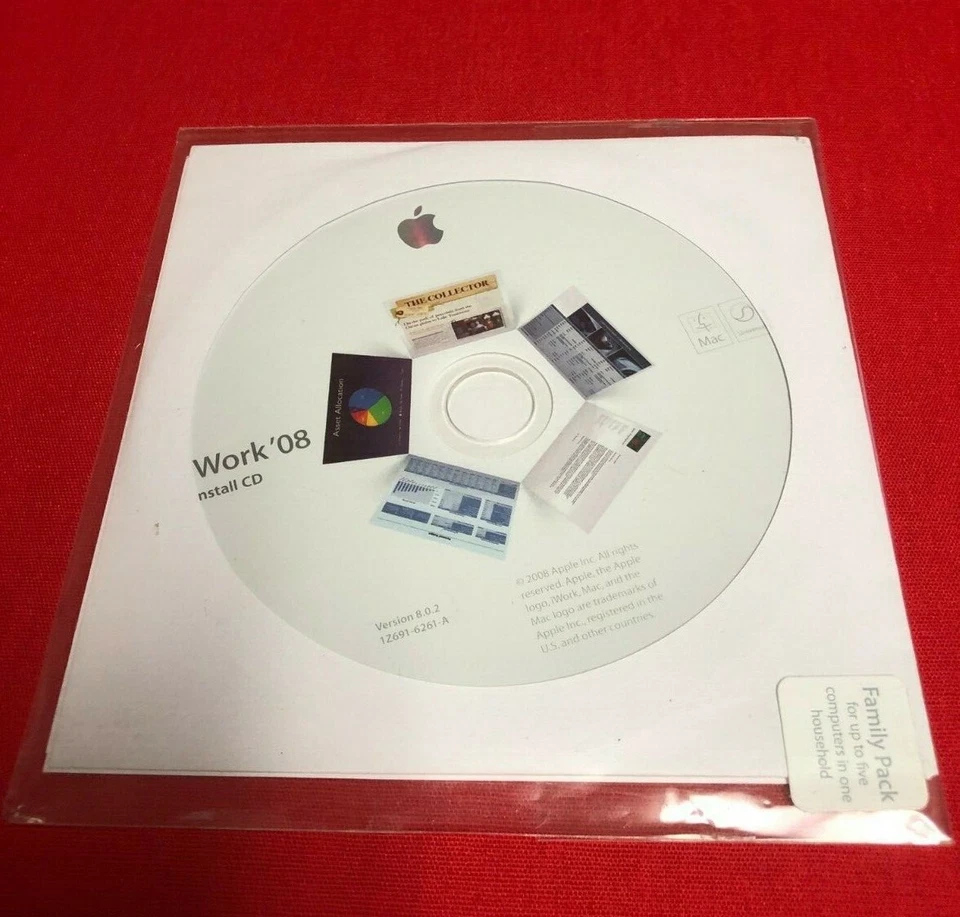 THE COLLECTOR
Mac
Asset Allocation
Work '08
nstall CD
Version 8.0.2
1Z691-6261-A
© 2008 Apple Inc. All rights
reserved. Apple, the Apple
logo, iWork, Mac, and the
Mac logo are trademarks of
Apple Inc., registered in the
U.S. and other countries.
Family Pack
for up to five
computers in one
household